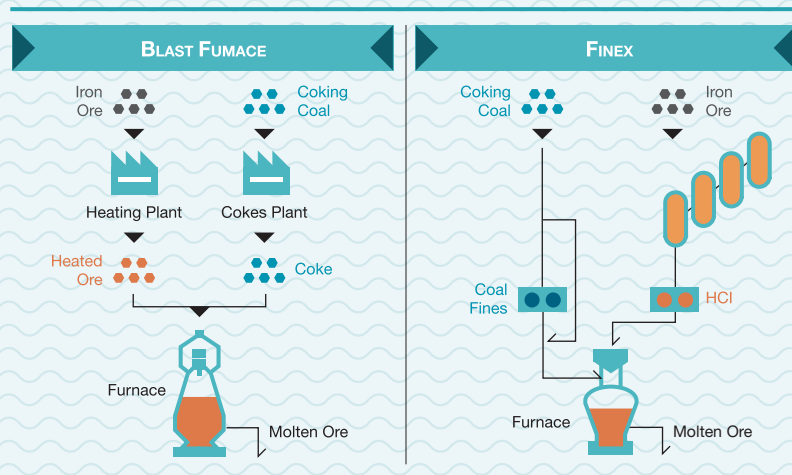 BLAST FUMACE
Iron
Ore
Coking
Coal
Heating Plant
Cokes Plant
Heated
Ore
Coke
Furnace
Molten Ore
FINEX
Coking
Coal
Iron
Ore
Coal
Fines
HCI
Furnace
Molten Ore